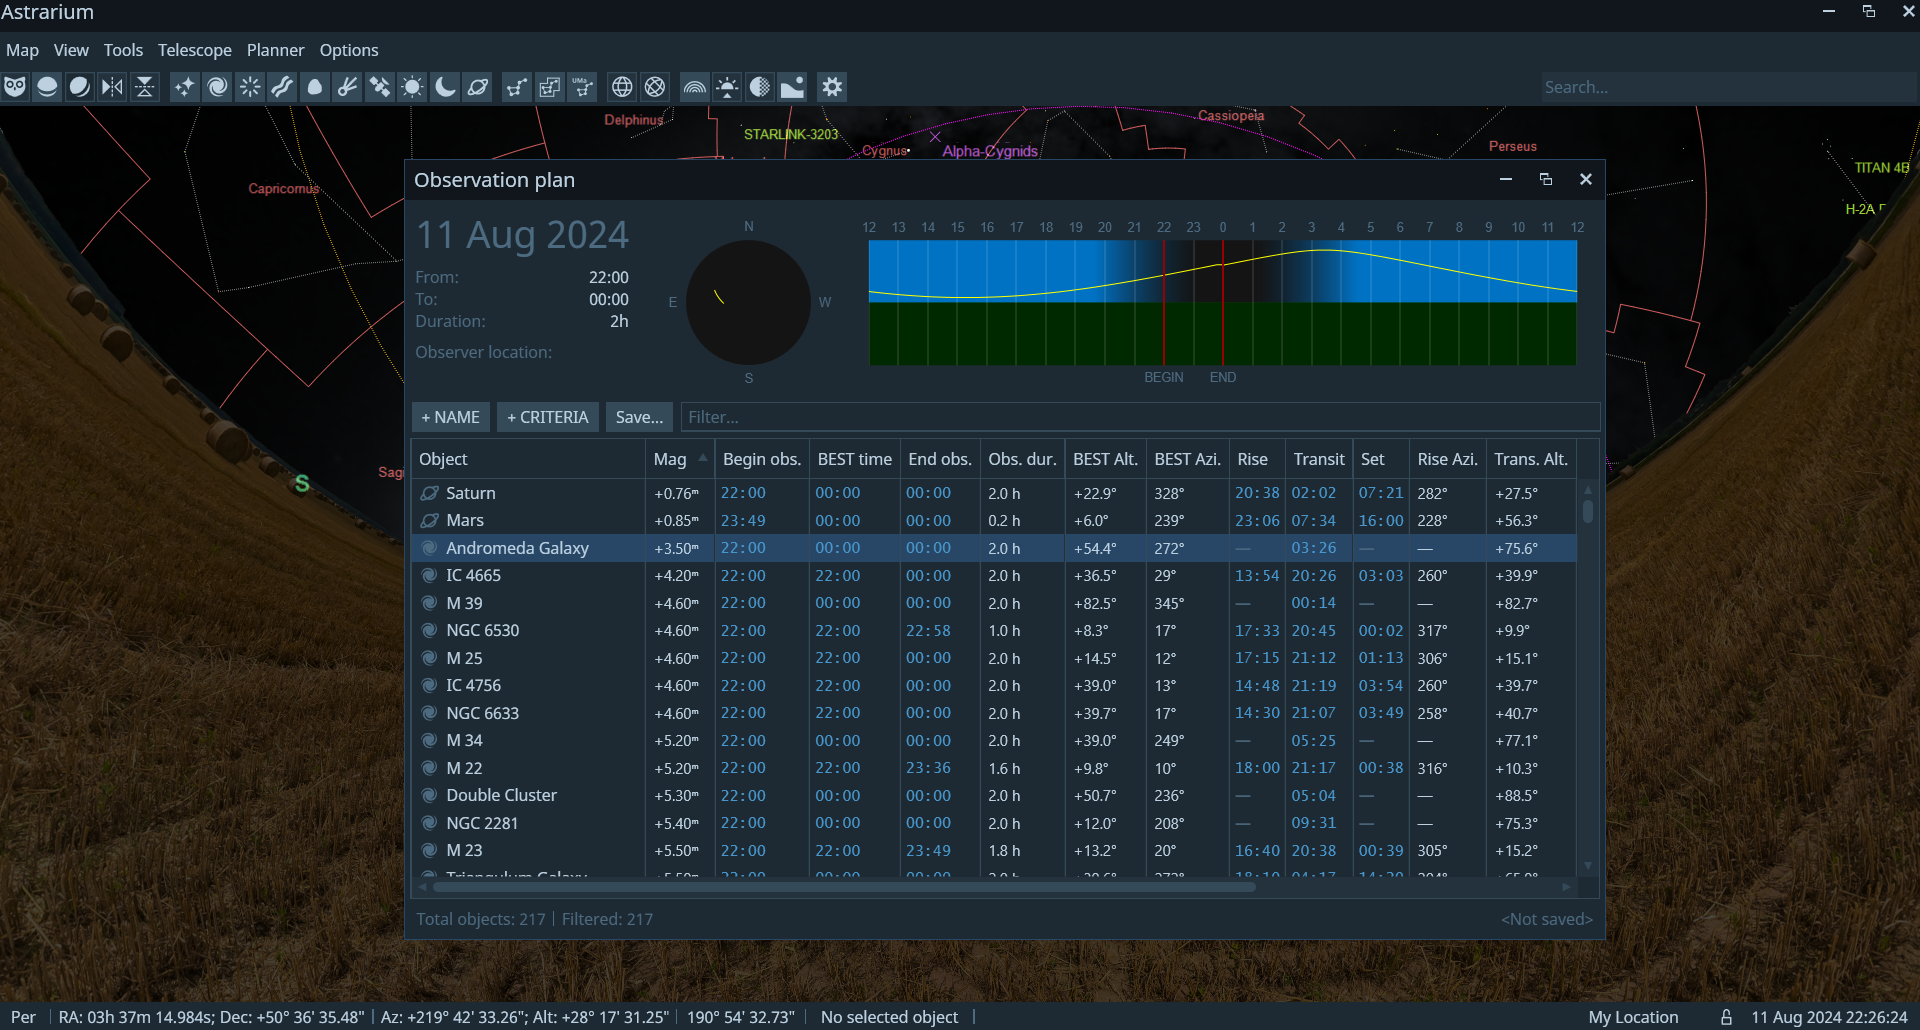 Astrarium
Map View Tools Telescope Planner Options
UMa
Search...
Delphinus
STARLINK-3203
Cygnus
Alpha-Cygnids
Cassiopeia
Perseus
TITAN 4B
H-2A
Capricornus
S
Observation plan
11 Aug 2024
From: 22:00
To: 00:00
Duration: 2h
Observer location:
N
E
W
S
12 13 14 15 16 17 18 19 20 21 22 23 0 1 2 3 4 5 6 7 8 9 10 11 12
BEGIN END
+ NAME + CRITERIA Save... Filter...
Object Mag Begin obs. BEST time End obs. Obs. dur. BEST Alt. BEST Azi. Rise Transit Set Rise Azi. Trans. Alt.
Saturn +0.76ᵐ 22:00 00:00 00:00 2.0 h +22.9° 328° 20:38 02:02 07:21 282° +27.5°
Mars +0.85ᵐ 23:49 00:00 00:00 0.2 h +6.0° 239° 23:06 07:34 16:00 228° +56.3°
Andromeda Galaxy +3.50ᵐ 22:00 00:00 00:00 2.0 h +54.4° 272° — 03:26 — — +75.6°
IC 4665 +4.20ᵐ 22:00 22:00 00:00 2.0 h +36.5° 29° 13:54 20:26 03:03 260° +39.9°
M 39 +4.60ᵐ 22:00 00:00 00:00 2.0 h +82.5° 345° — 00:14 — — +82.7°
NGC 6530 +4.60ᵐ 22:00 22:00 22:58 1.0 h +8.3° 17° 17:33 20:45 00:02 317° +9.9°
M 25 +4.60ᵐ 22:00 22:00 00:00 2.0 h +14.5° 12° 17:15 21:12 01:13 306° +15.1°
IC 4756 +4.60ᵐ 22:00 22:00 00:00 2.0 h +39.0° 13° 14:48 21:19 03:54 260° +39.7°
NGC 6633 +4.60ᵐ 22:00 22:00 00:00 2.0 h +39.7° 17° 14:30 21:07 03:49 258° +40.7°
M 34 +5.20ᵐ 22:00 00:00 00:00 2.0 h +39.0° 249° — 05:25 — — +77.1°
M 22 +5.20ᵐ 22:00 22:00 23:36 1.6 h +9.8° 10° 18:00 21:17 00:38 316° +10.3°
Double Cluster +5.30ᵐ 22:00 00:00 00:00 2.0 h +50.7° 236° — 05:04 — — +88.5°
NGC 2281 +5.40ᵐ 22:00 00:00 00:00 2.0 h +12.0° 208° — 09:31 — — +75.3°
M 23 +5.50ᵐ 22:00 22:00 23:49 1.8 h +13.2° 20° 16:40 20:38 00:39 305° +15.2°
Triangulum Galaxy
Total objects: 217 | Filtered: 217
<Not saved>
Per | RA: 03h 37m 14.984s; Dec: +50° 36' 35.48" | Az: +219° 42' 33.26"; Alt: +28° 17' 31.25" | 190° 54' 32.73" | No selected object |
My Location 11 Aug 2024 22:26:24